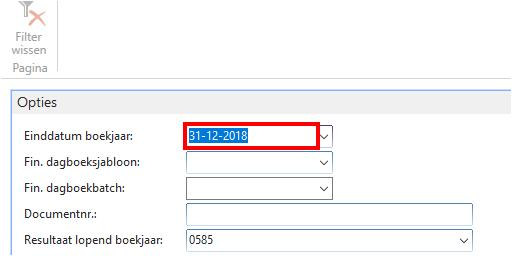 Filter
wissen
Pagina
Opties
Einddatum boekjaar: 31-12-2018
Fin. dagboeksjabloon:
Fin. dagboekbatch:
Documentnr.:
Resultaat lopend boekjaar: 0585